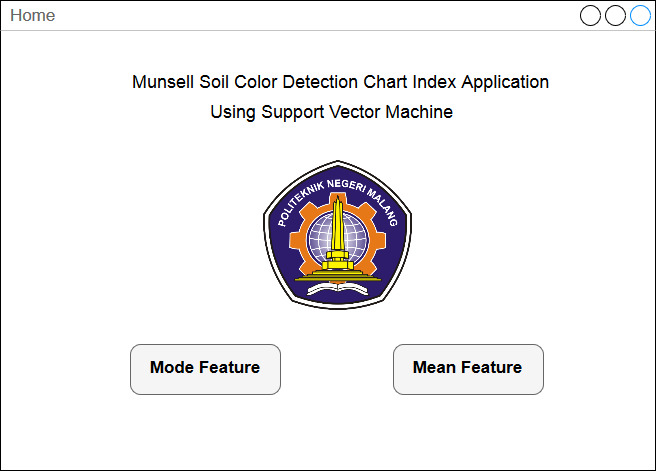 Home
Munsell Soil Color Detection Chart Index Application
Using Support Vector Machine
POLITEKNIK NEGERI MALANG
Mode Feature
Mean Feature